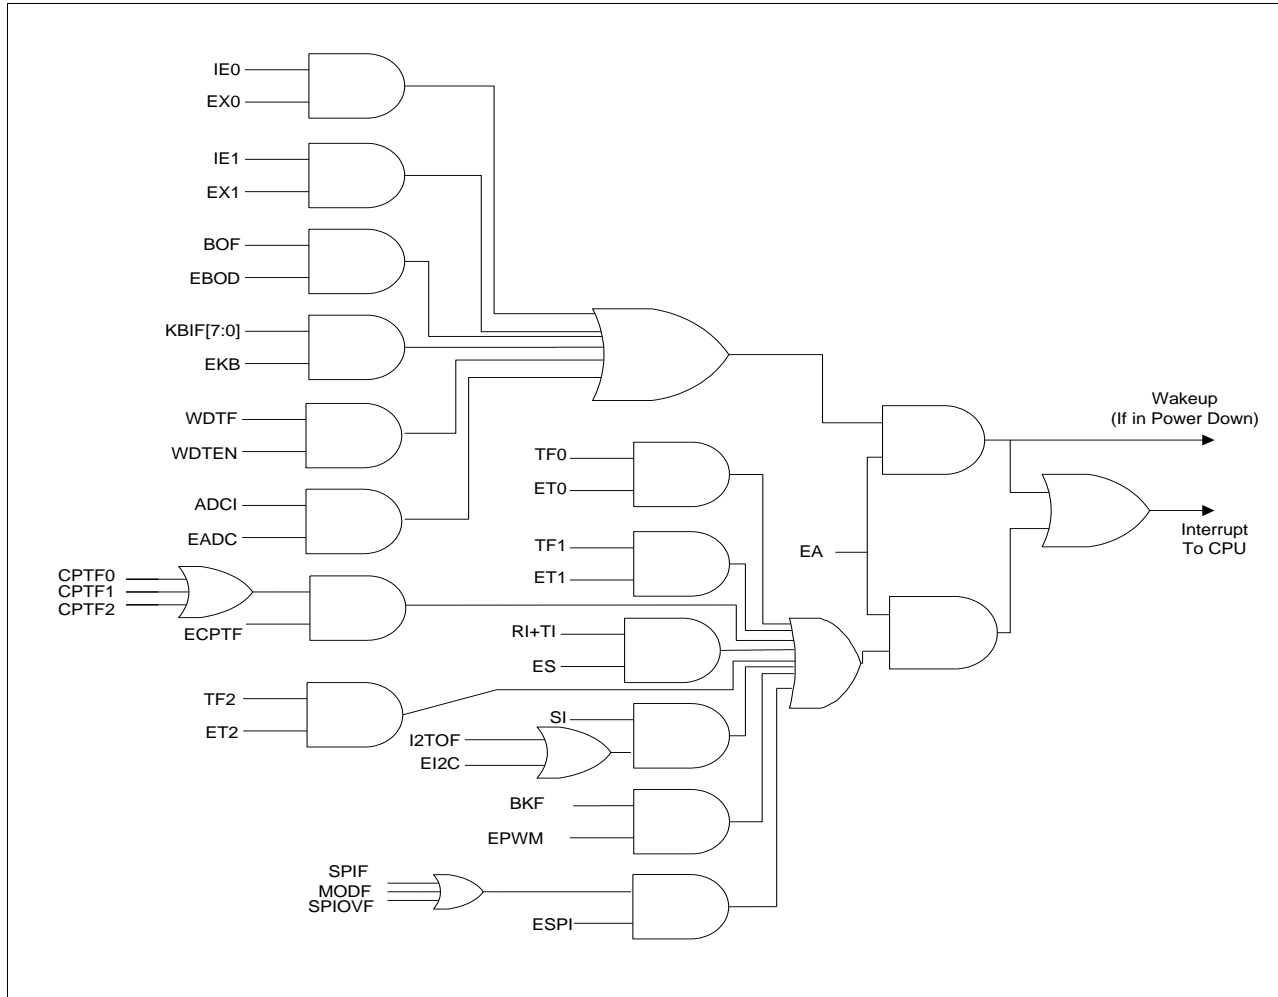 IE0
EX0
IE1
EX1
BOF
EBOD
KBIF[7:0]
EKB
WDTF
WDTEN
ADCI
EADC
CPTF0
CPTF1
CPTF2
ECPTF
TF2
ET2
TF0
ET0
TF1
ET1
RI+TI
ES
SI
I2TOF
EI2C
BKF
EPWM
SPIF
MODF
SPIOVF
ESPI
EA
Wakeup
(If in Power Down)
Interrupt
To CPU